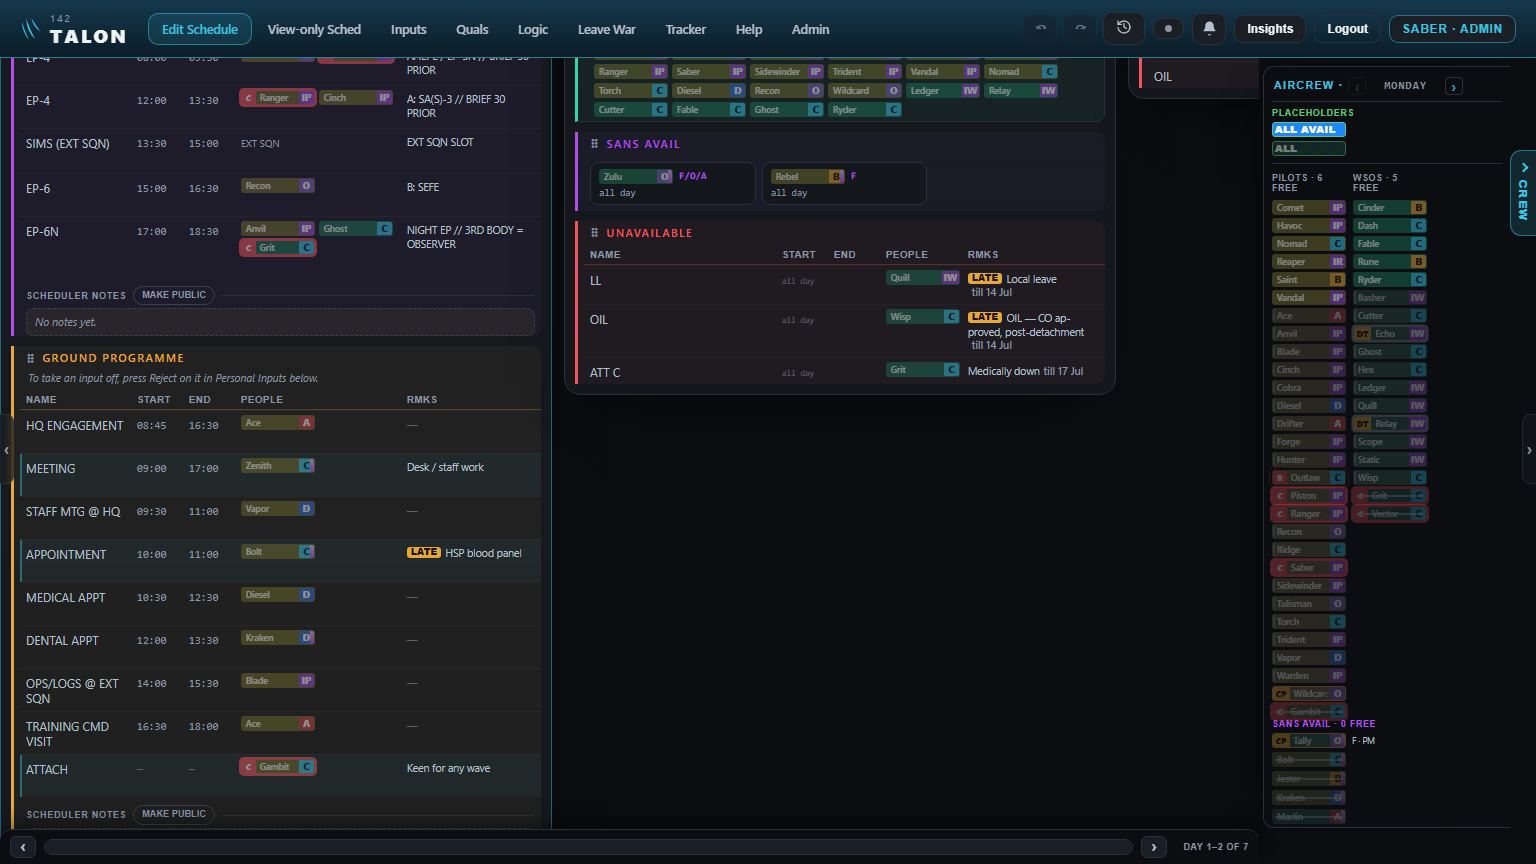 142
TALON
Edit Schedule
View-only Sched
Inputs
Quals
Logic
Leave War
Tracker
Help
Admin
Insights
Logout
SABER · ADMIN
PRIOR
EP-4
12:00
13:30
C Ranger IP
Cinch IP
A: SA(S)-3 // BRIEF 30
PRIOR
SIMS (EXT SQN)
13:30
15:00
EXT SQN
EXT SQN SLOT
EP-6
15:00
16:30
Recon O
B: SEFE
EP-6N
17:00
18:30
Anvil IP
Ghost C
C Grit C
NIGHT EP // 3RD BODY =
OBSERVER
SCHEDULER NOTES
MAKE PUBLIC
No notes yet.
GROUND PROGRAMME
To take an input off, press Reject on it in Personal Inputs below.
NAME START END PEOPLE RMKS
HQ ENGAGEMENT 08:45 16:30 Ace A —
MEETING 09:00 17:00 Zenith C Desk / staff work
STAFF MTG @ HQ 09:30 11:00 Vapor D —
APPOINTMENT 10:00 11:00 Bolt C LATE HSP blood panel
MEDICAL APPT 10:30 12:30 Diesel D —
DENTAL APPT 12:00 13:30 Kraken D —
OPS/LOGS @ EXT
SQN
14:00 15:30 Blade IP —
TRAINING CMD
VISIT
16:30 18:00 Ace A —
ATTACH — — C Gambit C Keen for any wave
SCHEDULER NOTES
MAKE PUBLIC
Ranger IP Saber IP Sidewinder IP Trident IP Vandal IP Nomad C
Torch C Diesel D Recon O Wildcard O Ledger IW Relay IW
Cutter C Fable C Ghost C Ryder C
SANS AVAIL
Zulu O F/O/A
all day
Rebel B F
all day
UNAVAILABLE
NAME START END PEOPLE RMKS
LL all day Quill IW LATE Local leave
till 14 Jul
OIL all day Wisp C LATE OIL — CO ap-
proved, post-detachment
till 14 Jul
ATT C all day Grit C Medically down till 17 Jul
OIL
AIRCREW ·
‹
MONDAY
›
PLACEHOLDERS
ALL AVAIL
ALL
PILOTS · 6
FREE
WSOS · 5
FREE
Comet IP Cinder B
Havoc IP Dash C
Nomad C Fable C
Reaper IR Rune B
Saint B Ryder C
Vandal IP Basher IW
Ace A Cutter C
Anvil IP DT Echo IW
Blade IP Ghost C
Cinch IP Hex C
Cobra IP Ledger IW
Diesel D Quill IW
Drifter A DT Relay IW
Forge IP Scope IW
Hunter IP Static IW
R Outlaw C Wisp C
C Piston IP C Grit C
C Ranger IP C Vector C
Recon O
Ridge C
C Saber IP
Sidewinder IP
Talisman O
Torch C
Trident IP
Vapor D
Warden IP
CP Wildcard O
C Gambit C
SANS AVAIL · 0 FREE
CP Tally O F · PM
Bolt C
Jester B
Kraken D
Marlin A
CREW
‹
›
DAY 1–2 OF 7